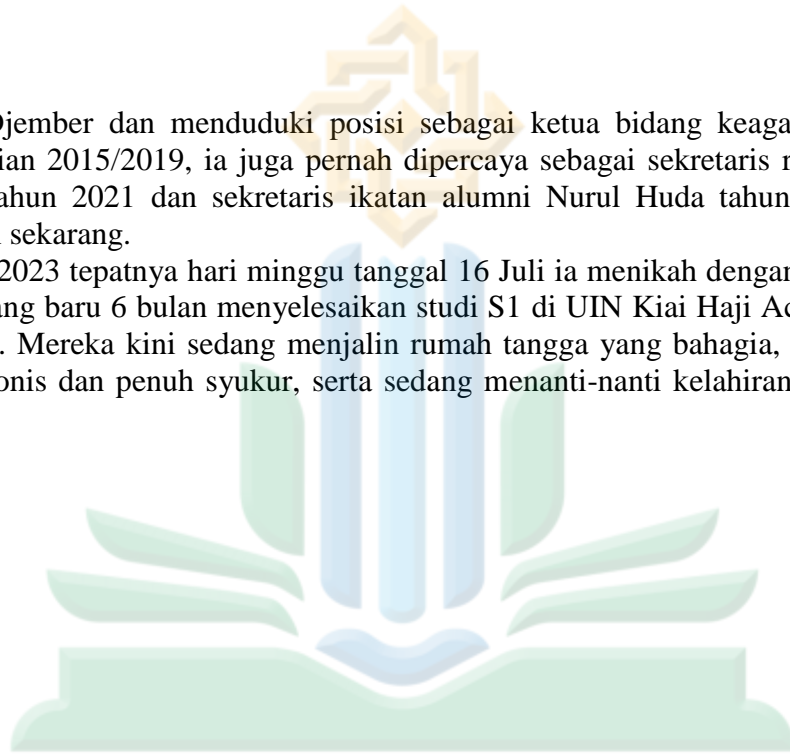 Djember dan menduduki posisi sebagai ketua bidang keaga
ian 2015/2019, ia juga pernah dipercaya sebagai sekretaris
ahun 2021 dan sekretaris ikatan alumni Nurul Huda tahun
sekarang.
2023 tepatnya hari minggu tanggal 16 Juli ia menikah dengan
ang baru 6 bulan menyelesaikan studi S1 di UIN Kiai Haji Ac
. Mereka kini sedang menjalin rumah tangga yang bahagia,
onis dan penuh syukur, serta sedang menanti-nanti kelahiran